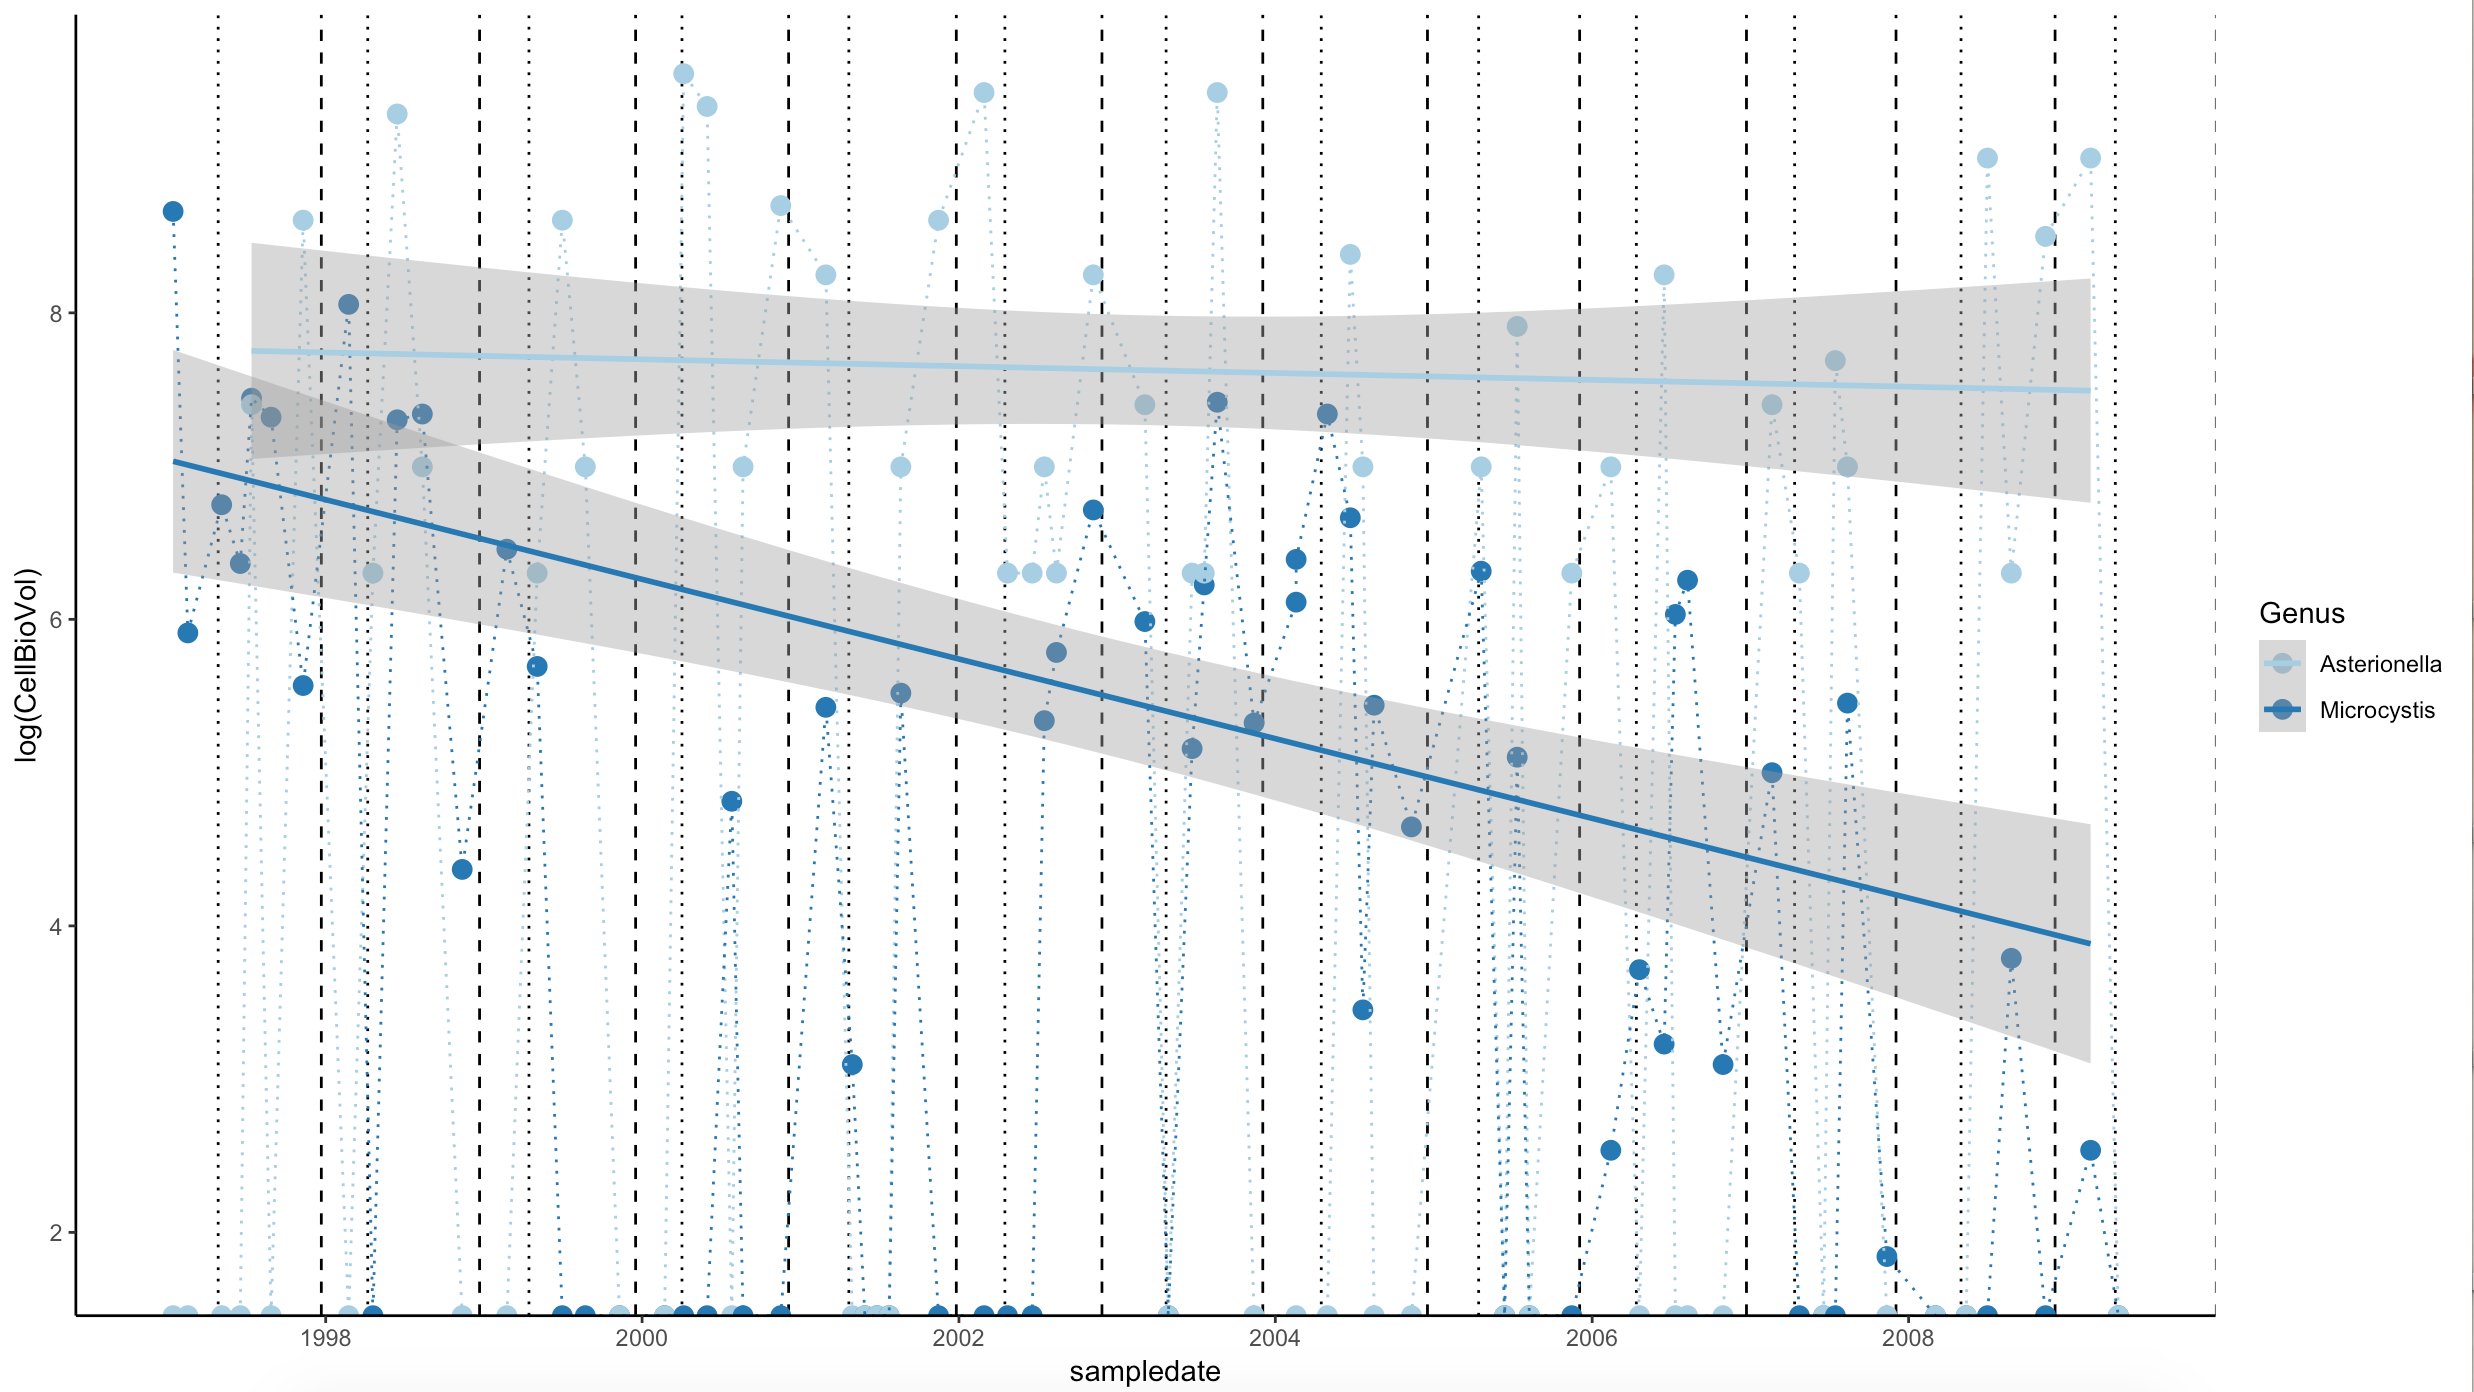 log(CellBioVol)
8
6
4
2
1998 2000 2002 2004 2006 2008
sampledate
Genus
Asterionella
Microcystis